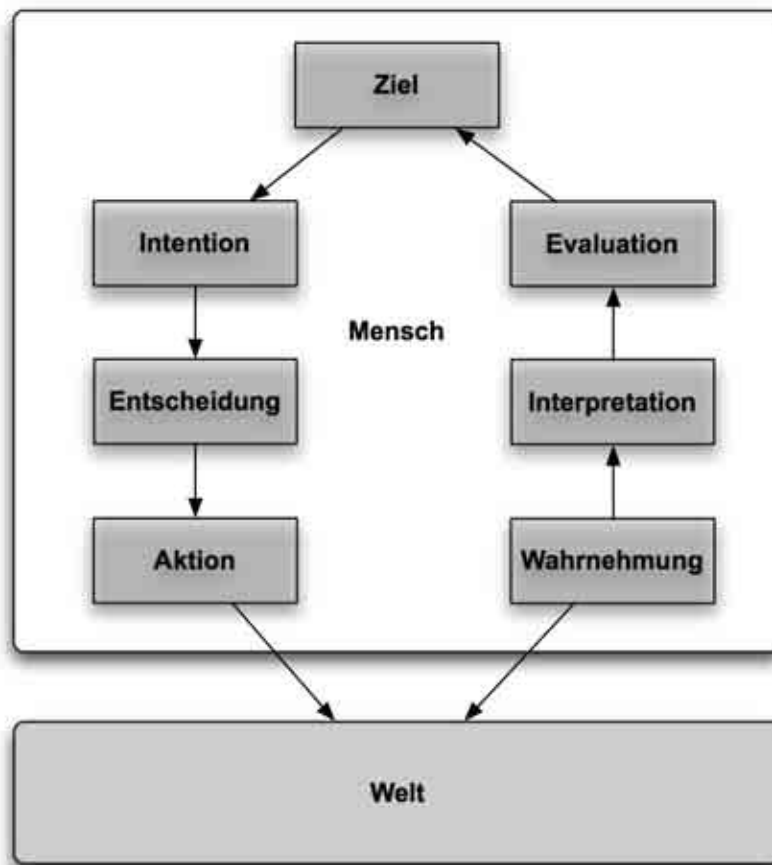 Ziel
Intention
Evaluation
Mensch
Entscheidung
Interpretation
Aktion
Wahrnehmung
Welt